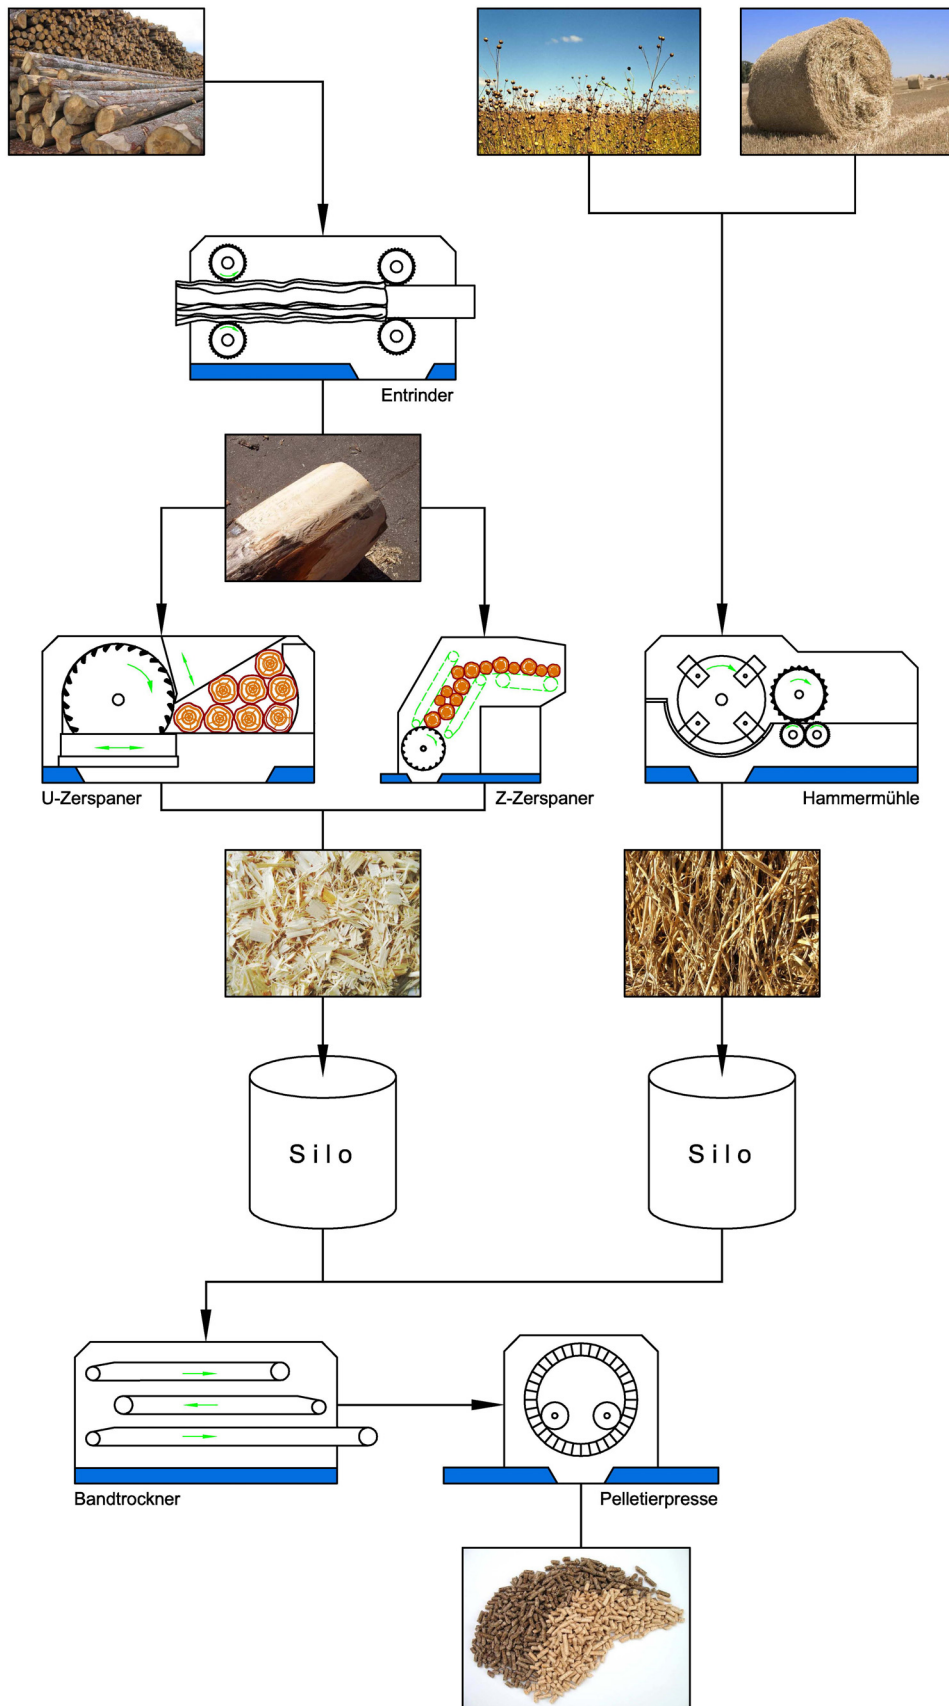 Entrinder
U-Zerspaner
Z-Zerspaner
Hammermühle
Silo
Silo
Bandtrockner
Pelletierpresse